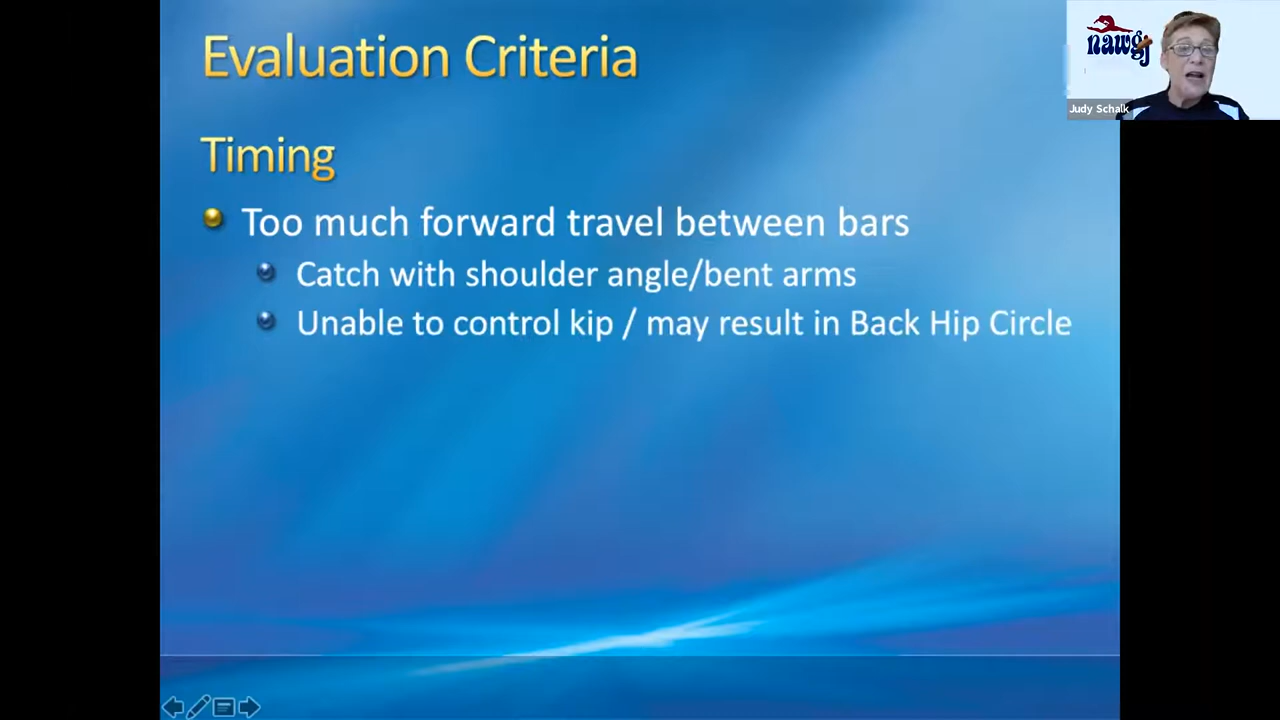 Evaluation Criteria
nawgj
Judy Schalk
Timing
Too much forward travel between bars
Catch with shoulder angle/bent arms
Unable to control kip / may result in Back Hip Circle